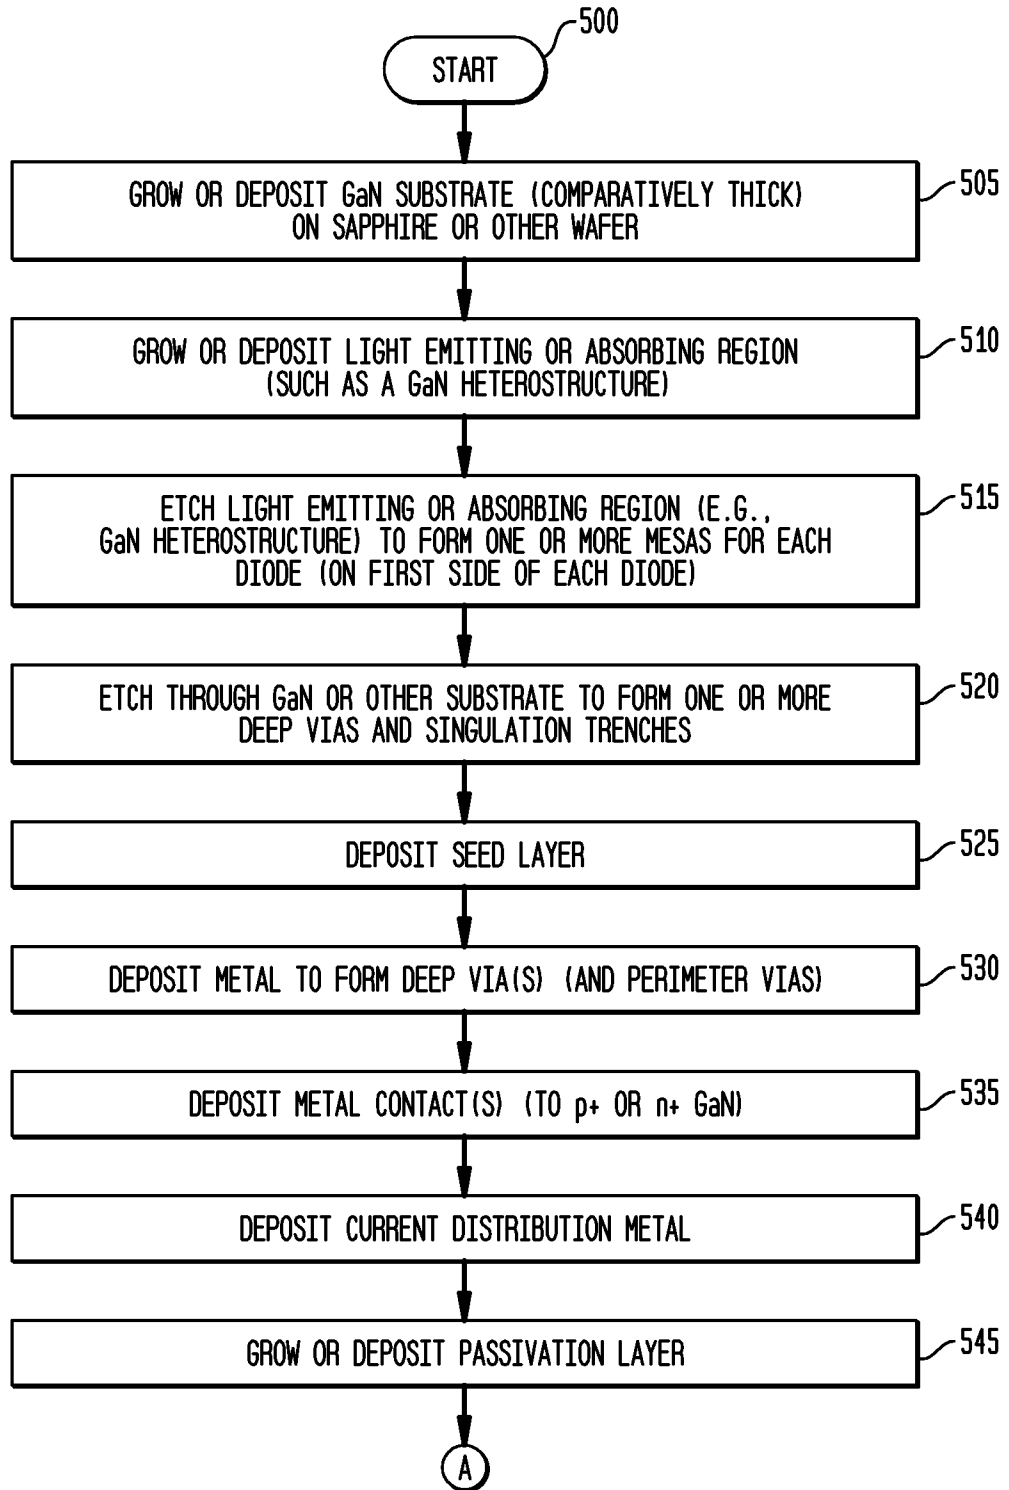 500
START
GROW OR DEPOSIT GaN SUBSTRATE (COMPARATIVELY THICK)
ON SAPPHIRE OR OTHER WAFER
505
GROW OR DEPOSIT LIGHT EMITTING OR ABSORBING REGION
(SUCH AS A GaN HETEROSTRUCTURE)
510
ETCH LIGHT EMITTING OR ABSORBING REGION (E.G.,
GaN HETEROSTRUCTURE) TO FORM ONE OR MORE MESAS FOR EACH
DIODE (ON FIRST SIDE OF EACH DIODE)
515
ETCH THROUGH GaN OR OTHER SUBSTRATE TO FORM ONE OR MORE
DEEP VIAS AND SINGULATION TRENCHES
520
DEPOSIT SEED LAYER
525
DEPOSIT METAL TO FORM DEEP VIA(S) (AND PERIMETER VIAS)
530
DEPOSIT METAL CONTACT(S) (TO p+ OR n+ GaN)
535
DEPOSIT CURRENT DISTRIBUTION METAL
540
GROW OR DEPOSIT PASSIVATION LAYER
545
A